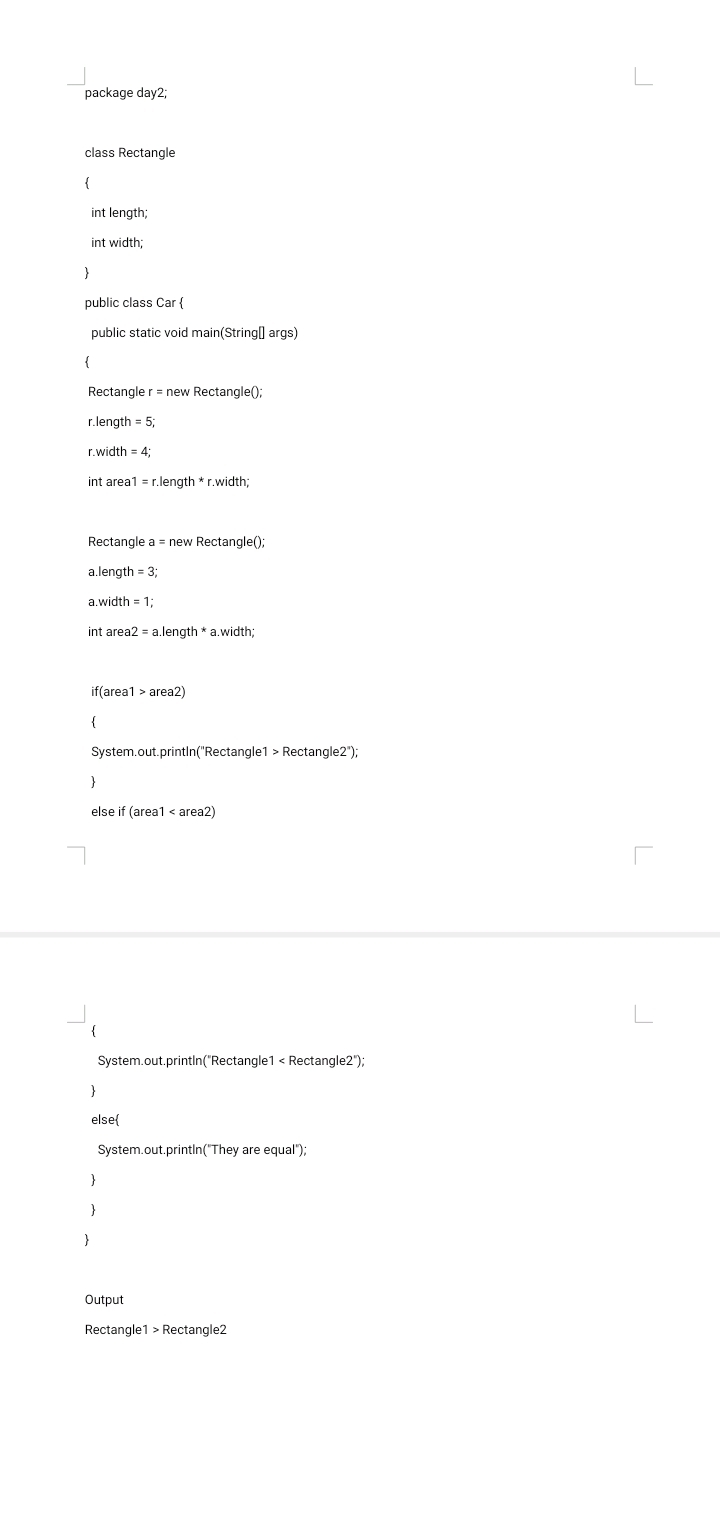 package day2;
class Rectangle
{
int length;
int width;
}
public class Car {
public static void main(String[] args)
{
Rectangle r = new Rectangle();
r.length = 5;
r.width = 4;
int area1 = r.length * r.width;
Rectangle a = new Rectangle();
a.length = 3;
a.width = 1;
int area2 = a.length * a.width;
if(area1 > area2)
{
System.out.println("Rectangle1 > Rectangle2");
}
else if (area1 < area2)
{
System.out.println("Rectangle1 < Rectangle2");
}
else{
System.out.println("They are equal");
}
}
}
Output
Rectangle1 > Rectangle2